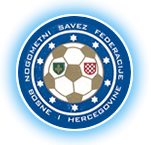 NOGOMETNI SAVEZ FEDERACIJE
BOSNE I HERCEGOVINE